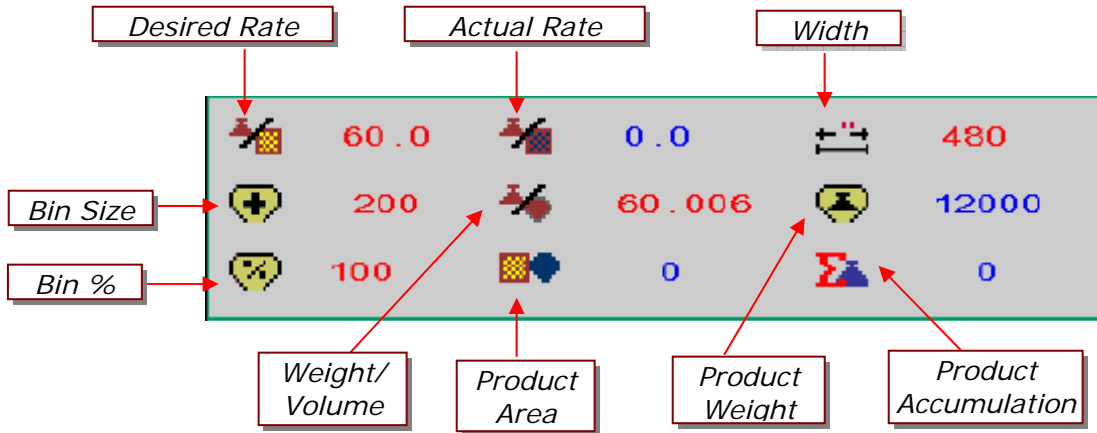 Desired Rate
Actual Rate
Width
60.0
0.0
480
Bin Size
200
60.006
12000
Bin %
100
0
0
Weight/
Volume
Product
Area
Product
Weight
Product
Accumulation